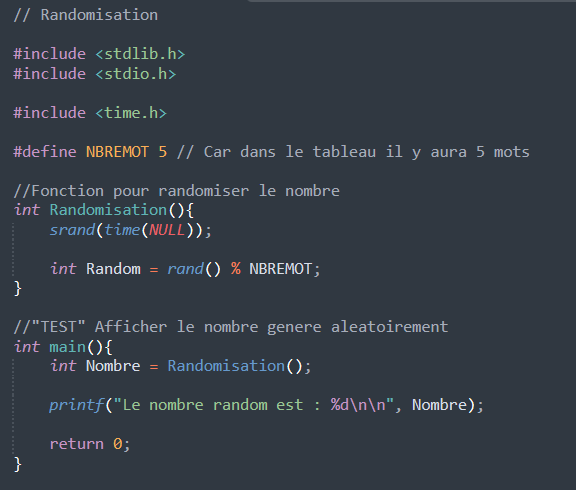 // Randomisation
#include <stdlib.h>
#include <stdio.h>
#include <time.h>
#define NBREMOT 5 // Car dans le tableau il y aura 5 mots
//Fonction pour randomiser le nombre
int Randomisation(){
srand(time(NULL));
int Random = rand() % NBREMOT;
}
//"TEST" Afficher le nombre genere aleatoirement
int main(){
int Nombre = Randomisation();
printf("Le nombre random est : %d\n\n", Nombre);
return 0;
}